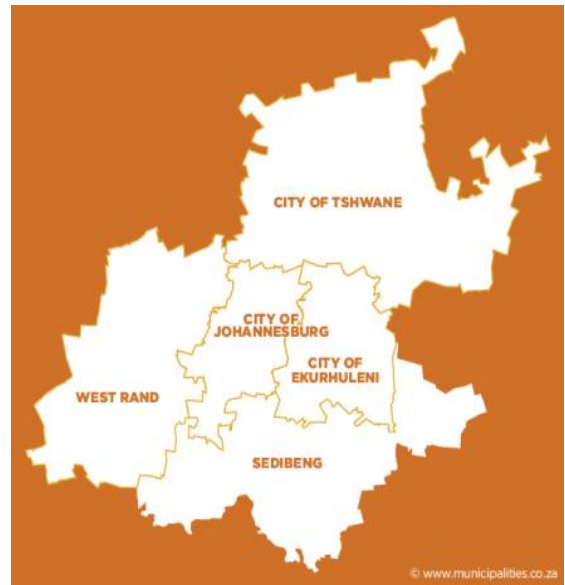 CITY OF TSHWANE
CITY OF
JOHANNESBURG
CITY OF
EKURHULENI
WEST RAND
SEDIBENG
© www.municipalities.co.za